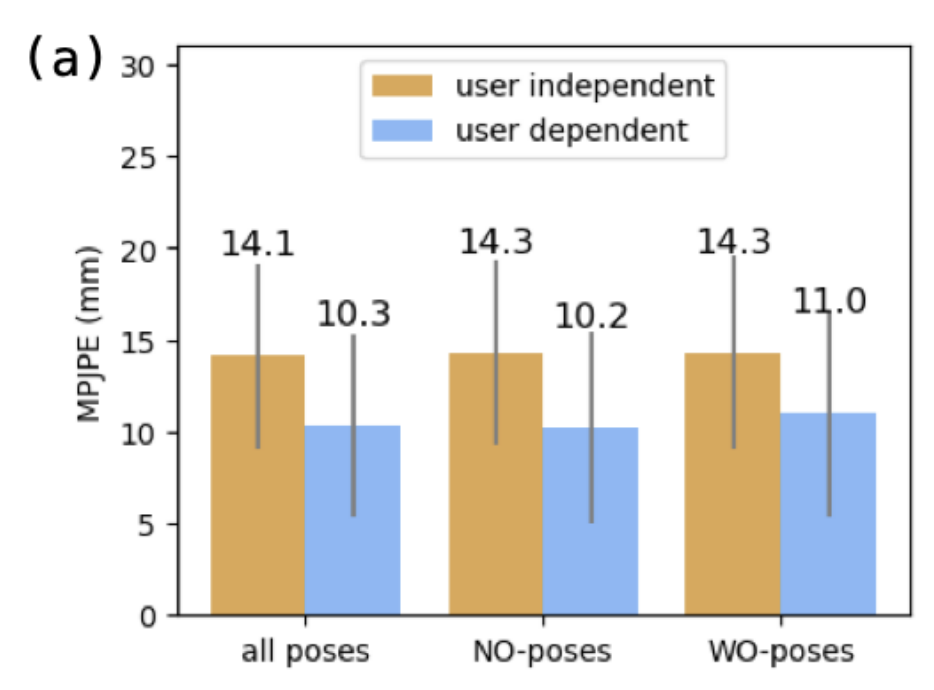 (a)
user independent
user dependent
MPJPE (mm)
30
25
20
15
10
5
0
14.1
10.3
14.3
10.2
14.3
11.0
all poses
NO-poses
WO-poses